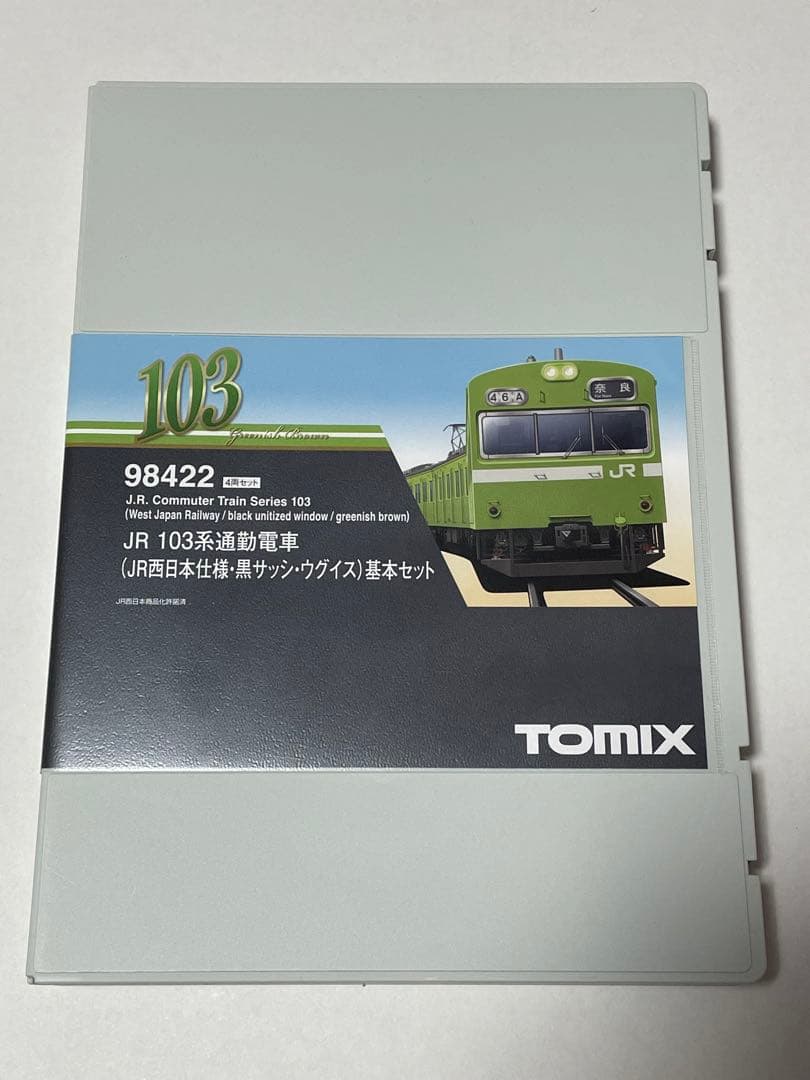 103
Greenish Brown
98422 4両セット
J.R. Commuter Train Series 103
(West Japan Railway / black unitized window / greenish brown)
JR 103系通勤電車
(JR西日本仕様・黒サッシ・ウグイス)基本セット
JR西日本商品化許諾済
46A
奈良
JR
TOMIX